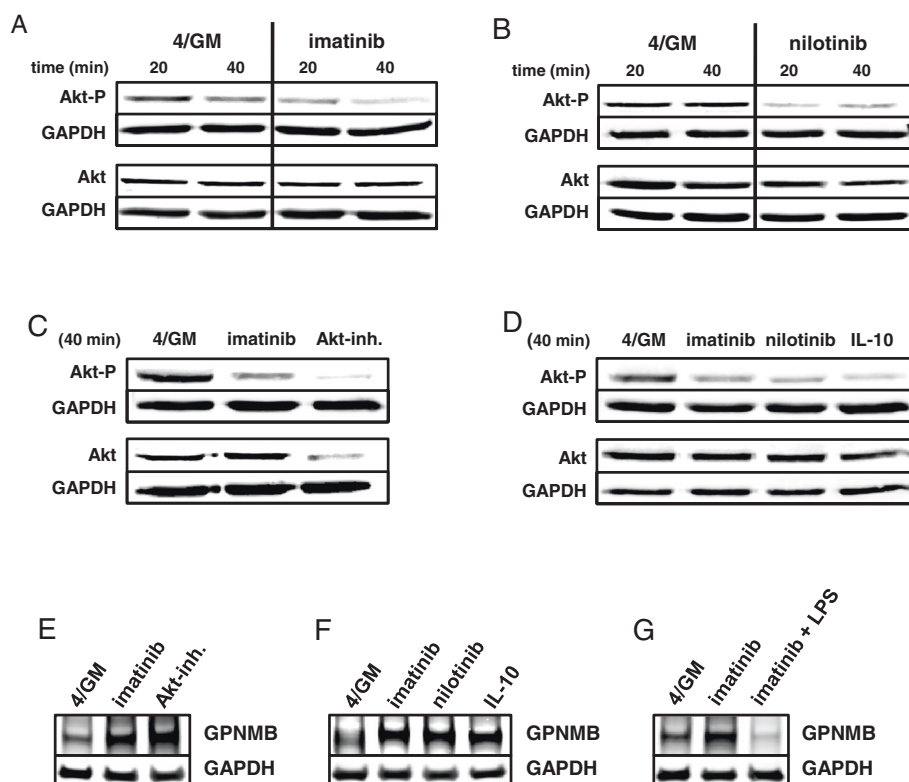 A
4/GM imatinib
time (min) 20 40 20 40
Akt-P
GAPDH
Akt
GAPDH
B
4/GM nilotinib
time (min) 20 40 20 40
Akt-P
GAPDH
Akt
GAPDH
C
(40 min) 4/GM imatinib Akt-inh.
Akt-P
GAPDH
Akt
GAPDH
D
(40 min) 4/GM imatinib nilotinib IL-10
Akt-P
GAPDH
Akt
GAPDH
E
4/GM imatinib Akt-inh.
GPNMB
GAPDH
F
4/GM imatinib nilotinib IL-10
GPNMB
GAPDH
G
4/GM imatinib imatinib + LPS
GPNMB
GAPDH